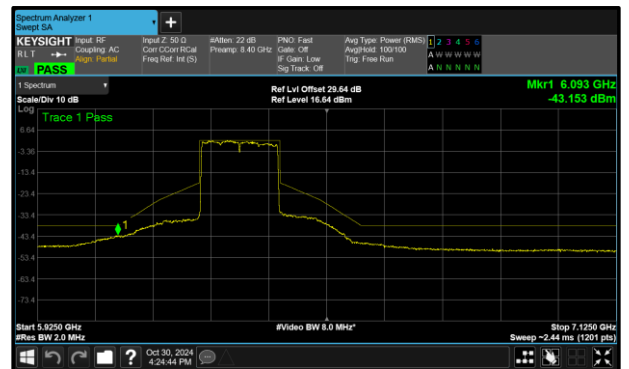 Spectrum Analyzer 1
Swept SA
+
KEYSIGHT Input: RF Input Z: 50 Ω #Atten: 22 dB PNO: Fast Avg Type: Power (RMS) 1 2 3 4 5 6
R L T Coupling: AC Corr CCorr RCal Preamp: 8.40 GHz Gate: Off Avg|Hold: 100/100 A W W W W W
Align: Partial Freq Ref: Int (S) IF Gain: Low Trig: Free Run
LXI PASS Sig Track: Off A N N N N N
1 Spectrum Ref Lvl Offset 29.64 dB Mkr1 6.093 GHz
Scale/Div 10 dB Ref Level 16.64 dBm -43.153 dBm
Log
Trace 1 Pass
6.64
-3.36
-13.4
-23.4
-33.4
1
-43.4
-53.4
-63.4
-73.4
Start 5.9250 GHz #Video BW 8.0 MHz* Stop 7.1250 GHz
#Res BW 2.0 MHz Sweep ~2.44 ms (1201 pts)
? Oct 30, 2024
4:24:44 PM